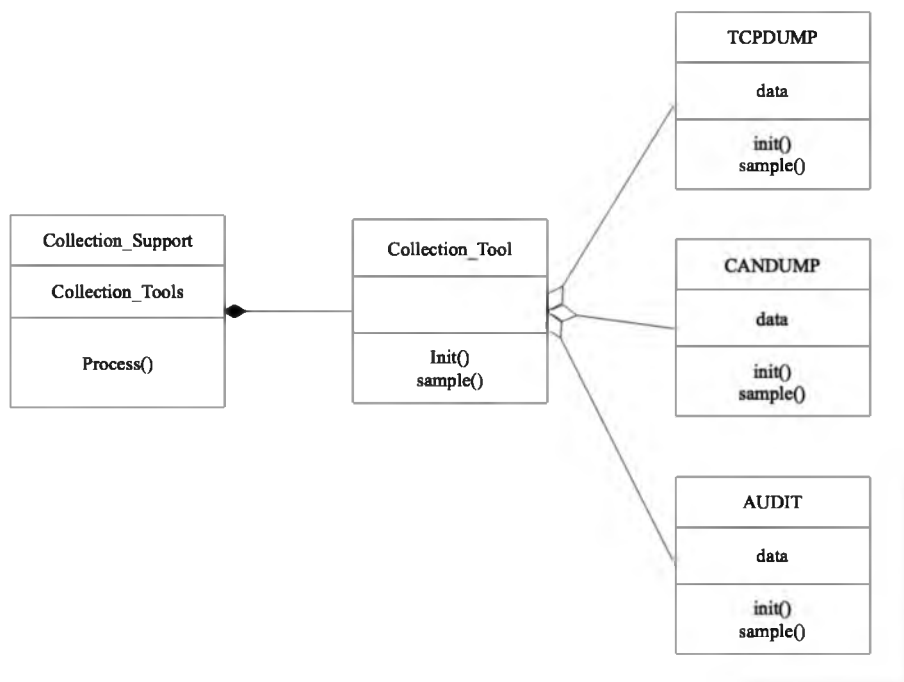 Collection_Support
Collection_Tools
Process()
Collection_Tool
Init()
sample()
TCPDUMP
data
init()
sample()
CANDUMP
data
init()
sample()
AUDIT
data
init()
sample()